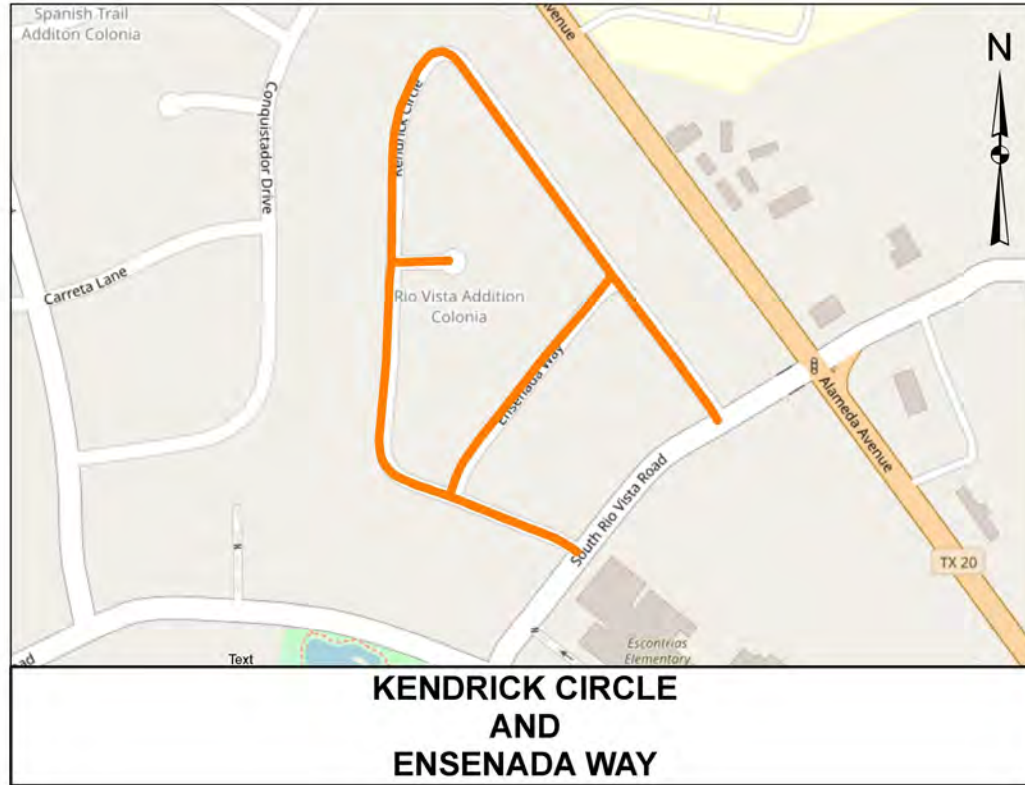 Spanish Trail
Additon Colonia
Avenue
N
Conquistador Drive
Kendrick Circle
Carreta Lane
Rio Vista Addition
Colonia
Ensenada Way
Alameda Avenue
South Rio Vista Road
TX 20
Escontrias
Elementary
Text
KENDRICK CIRCLE
AND
ENSENADA WAY